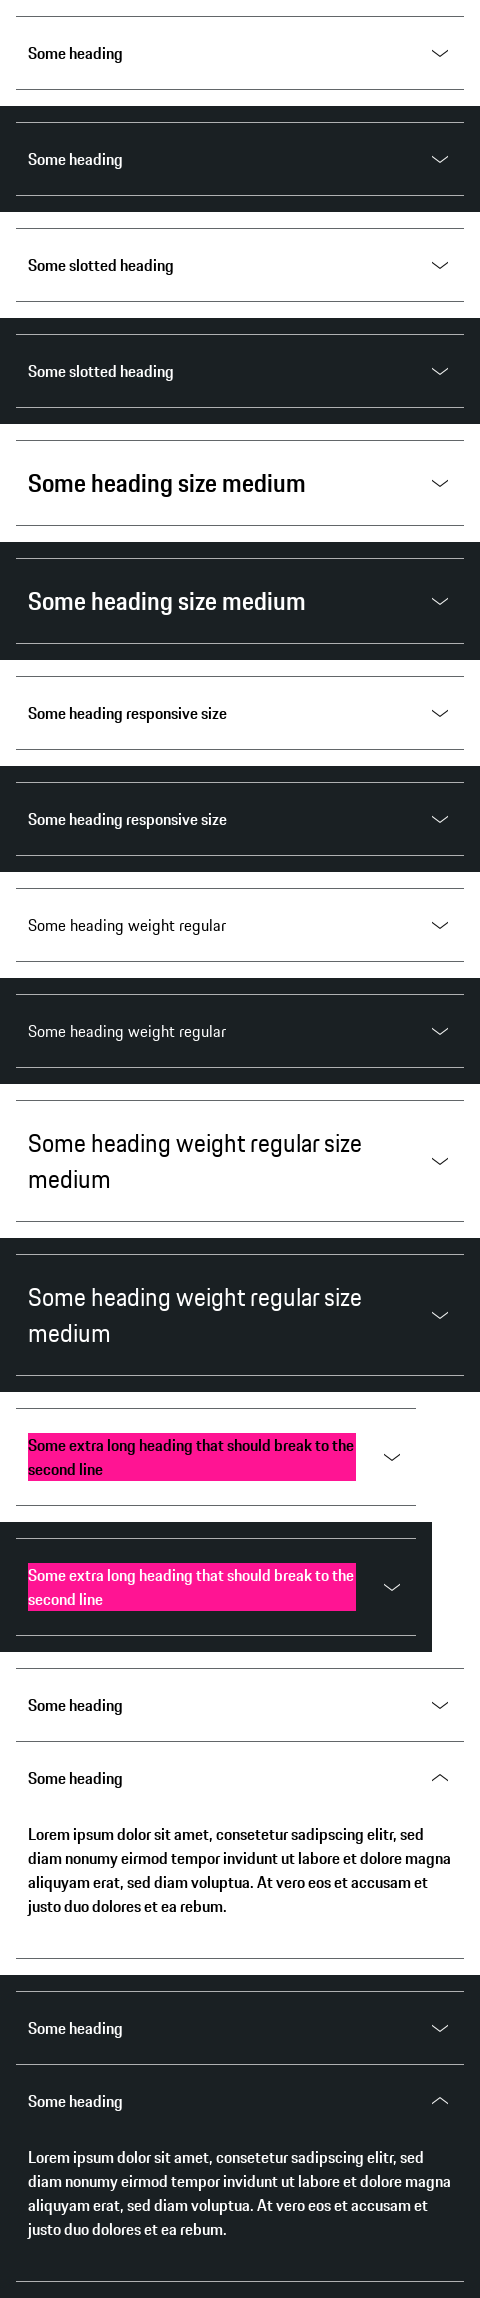 Some heading
Some heading
Some slotted heading
Some slotted heading
Some heading size medium
Some heading size medium
Some heading responsive size
Some heading responsive size
Some heading weight regular
Some heading weight regular
Some heading weight regular size
medium
Some heading weight regular size
medium
Some extra long heading that should break to the
second line
Some extra long heading that should break to the
second line
Some heading
Some heading
Lorem ipsum dolor sit amet, consetetur sadipscing elitr, sed
diam nonumy eirmod tempor invidunt ut labore et dolore magna
aliquyam erat, sed diam voluptua. At vero eos et accusam et
justo duo dolores et ea rebum.
Some heading
Some heading
Lorem ipsum dolor sit amet, consetetur sadipscing elitr, sed
diam nonumy eirmod tempor invidunt ut labore et dolore magna
aliquyam erat, sed diam voluptua. At vero eos et accusam et
justo duo dolores et ea rebum.